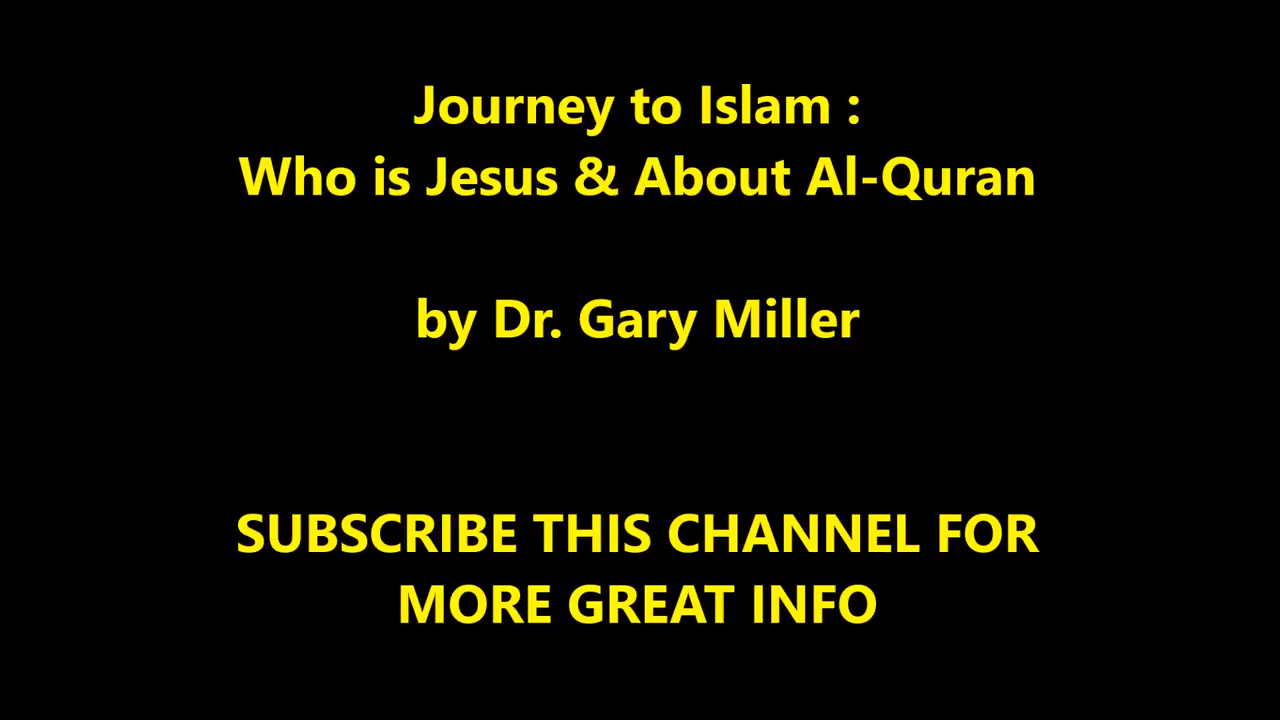 Journey to Islam :
Who is Jesus & About Al-Quran
by Dr. Gary Miller
SUBSCRIBE THIS CHANNEL FOR
MORE GREAT INFO